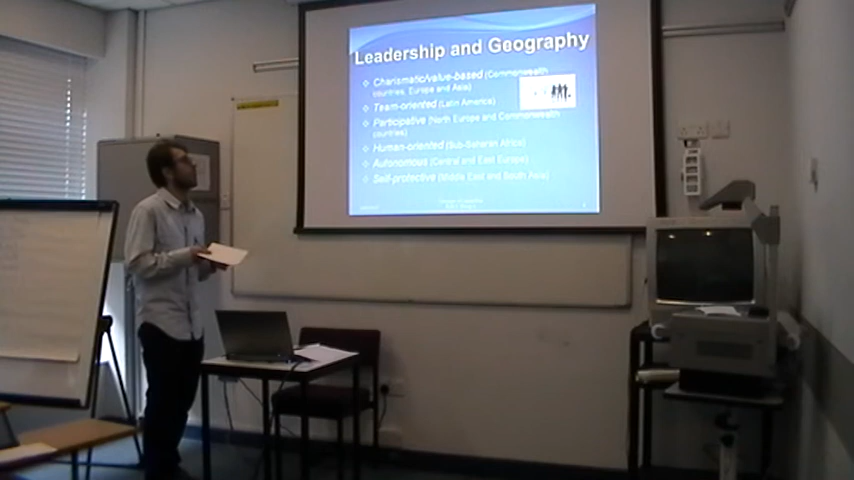 Leadership and Geography
Charismatic/value-based (Commonwealth
countries, Europe and Asia)
Team-oriented (Latin America)
Participative (North Europe and Commonwealth
countries)
Human-oriented (Sub-Saharan Africa)
Autonomous (Central and East Europe)
Self-protective (Middle East and South Asia)